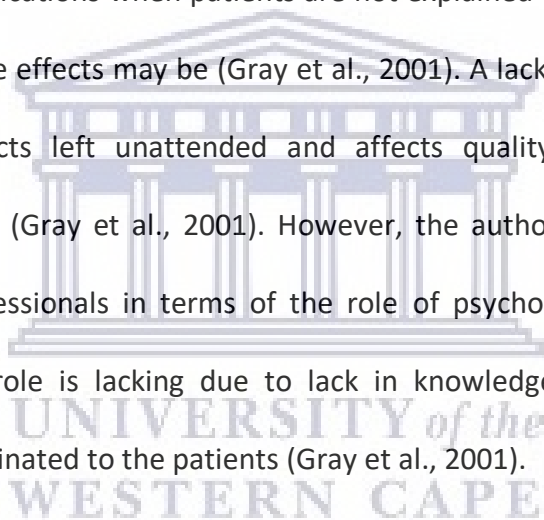 ications when patients are not explained
e effects may be (Gray et al., 2001). A lack
cts left unattended and affects quality
(Gray et al., 2001). However, the autho
essionals in terms of the role of psycho
role is lacking due to lack in knowledge
UNIVERSITY of the
inated to the patients (Gray et al., 2001).
WESTERN CAPE